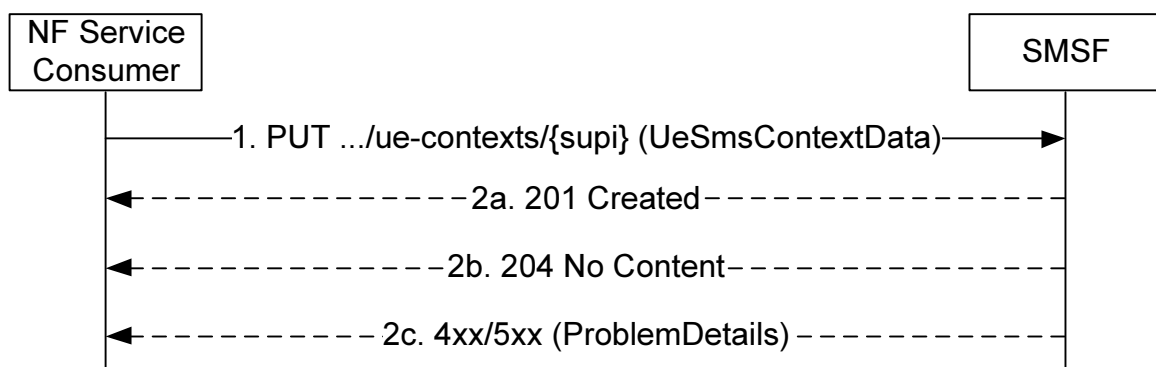 NF Service
Consumer
SMSF
1. PUT .../ue-contexts/{supi} (UeSmsContextData)
2a. 201 Created
2b. 204 No Content
2c. 4xx/5xx (ProblemDetails)